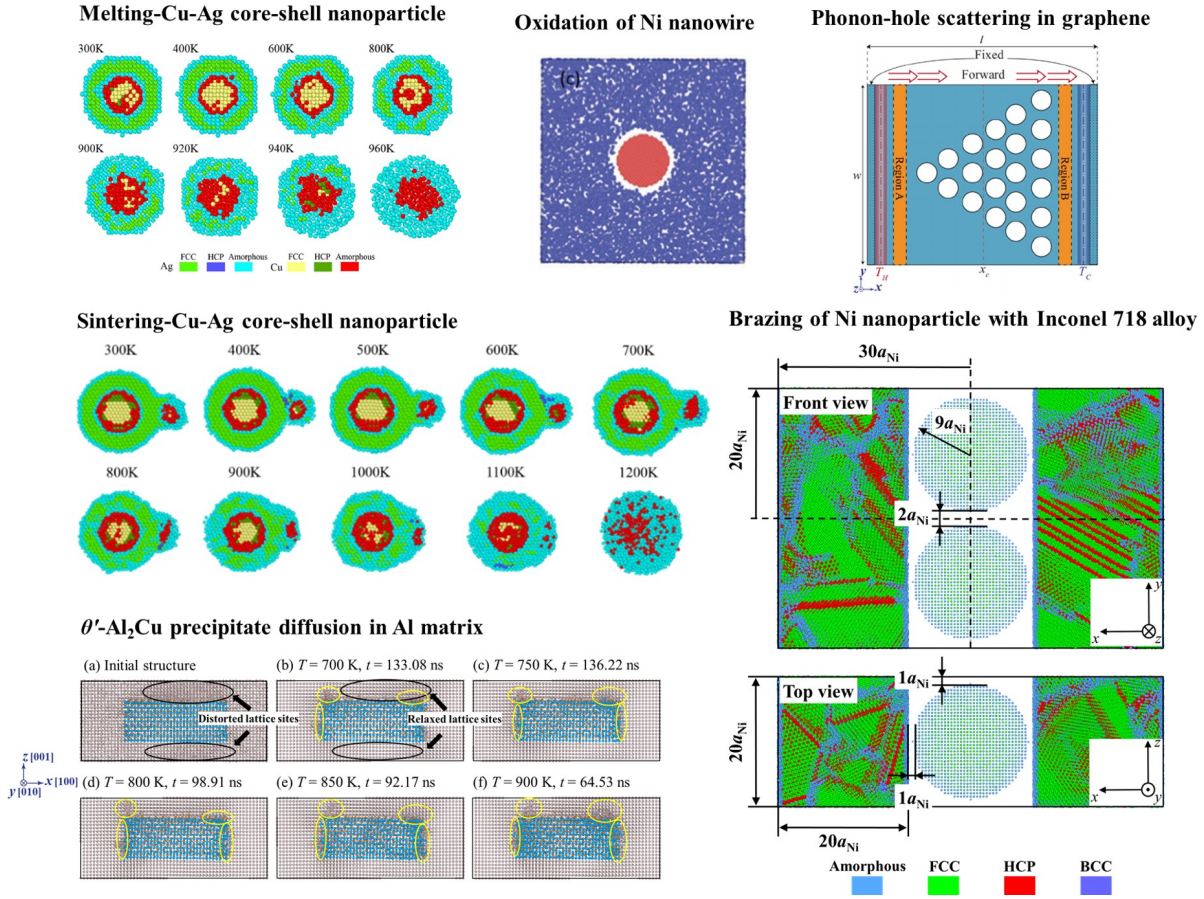 Melting-Cu-Ag core-shell nanoparticle
300K 400K 600K 800K
900K 920K 940K 960K
FCC HCP Amorphous FCC HCP Amorphous
Ag Cu
Oxidation of Ni nanowire
(c)
Phonon-hole scattering in graphene
l
Fixed
Forward
w
Region A
Region B
y
z x
T_H
x_c
T_C
Sintering-Cu-Ag core-shell nanoparticle
300K 400K 500K 600K 700K
800K 900K 1000K 1100K 1200K
Brazing of Ni nanoparticle with Inconel 718 alloy
30a_Ni
Front view
9a_Ni
20a_Ni
2a_Ni
y
x z
Top view
1a_Ni
20a_Ni
1a_Ni
z
x y
20a_Ni
Amorphous FCC HCP BCC
θ′-Al₂Cu precipitate diffusion in Al matrix
(a) Initial structure
(b) T = 700 K, t = 133.08 ns
(c) T = 750 K, t = 136.22 ns
Distorted lattice sites
Relaxed lattice sites
z [001]
x [100]
y [010]
(d) T = 800 K, t = 98.91 ns
(e) T = 850 K, t = 92.17 ns
(f) T = 900 K, t = 64.53 ns